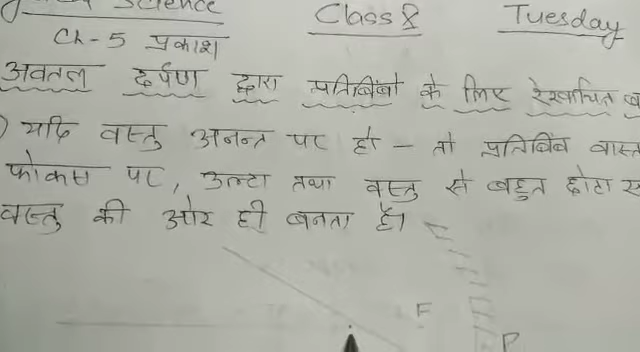 Science Class 8 Tuesday
Ch-5 प्रकाश
अवतल दर्पण द्वारा प्रतिबिंबों के लिए रेखाचित्र
यदि वस्तु अनन्त पर हो - तो प्रतिबिंब
फोकस पर, उल्टा तथा वस्तु से बहुत छोटा
वस्तु की ओर ही बनता है।
F
P